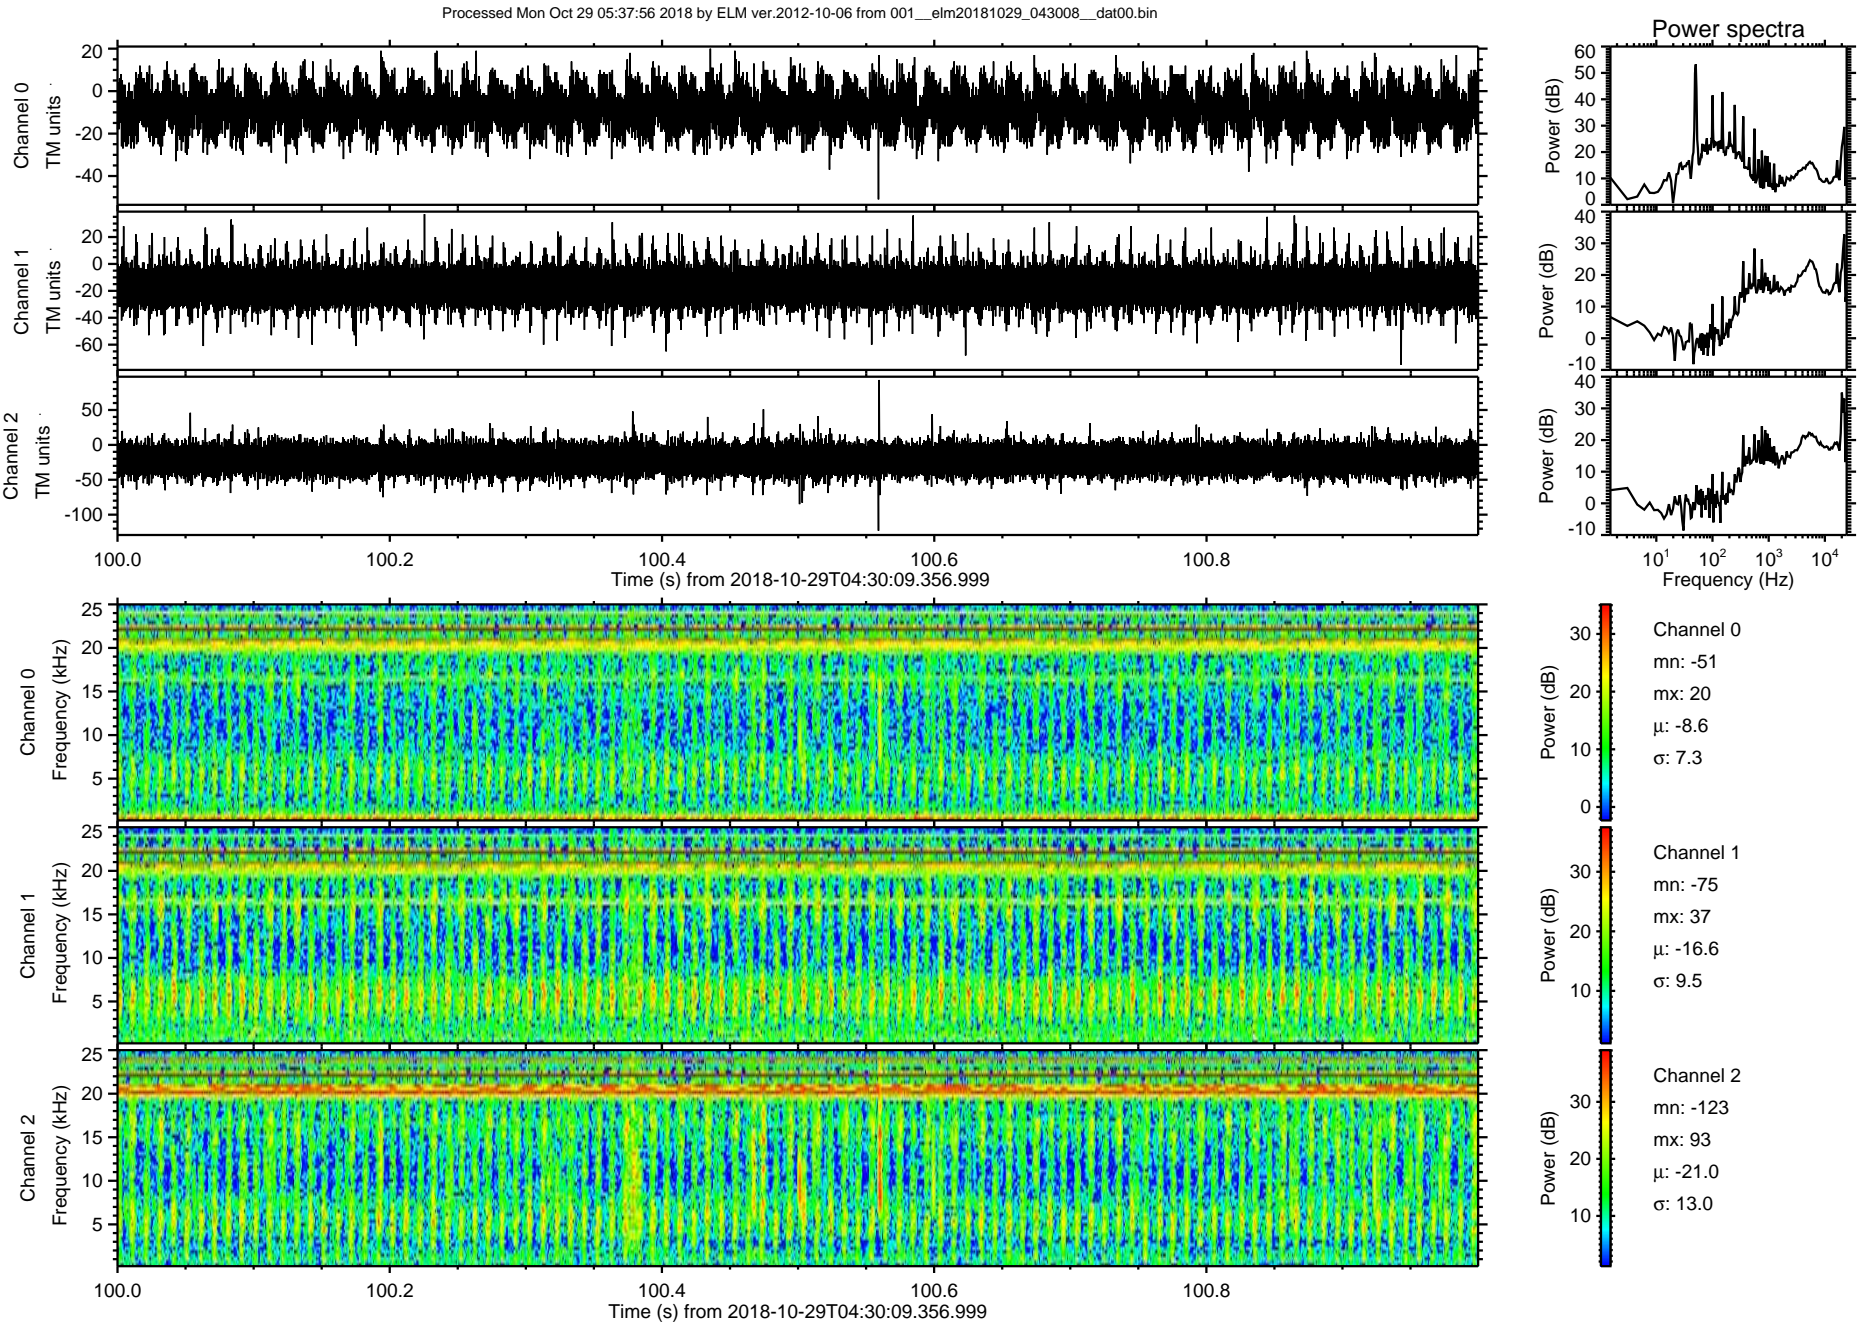 Processed Mon Oct 29 05:37:56 2018 by ELM ver.2012-10-06 from 001__elm20181029_043008__dat00.bin
Power spectra
Channel 0
TM units
20
0
-20
-40
Power (dB)
60
50
40
30
20
10
0
Channel 1
TM units
20
0
-20
-40
-60
Power (dB)
40
30
20
10
0
-10
Channel 2
TM units
50
0
-50
-100
Power (dB)
40
30
20
10
0
-10
100.0 100.2 100.4 100.6 100.8
Time (s) from 2018-10-29T04:30:09.356.999
10^1 10^2 10^3 10^4
Frequency (Hz)
Channel 0
Frequency (kHz)
25
20
15
10
5
Power (dB)
30
20
10
0
Channel 0
mn: -51
mx: 20
μ: -8.6
σ: 7.3
Channel 1
Frequency (kHz)
25
20
15
10
5
Power (dB)
30
20
10
Channel 1
mn: -75
mx: 37
μ: -16.6
σ: 9.5
Channel 2
Frequency (kHz)
25
20
15
10
5
Power (dB)
30
20
10
Channel 2
mn: -123
mx: 93
μ: -21.0
σ: 13.0
100.0 100.2 100.4 100.6 100.8
Time (s) from 2018-10-29T04:30:09.356.999